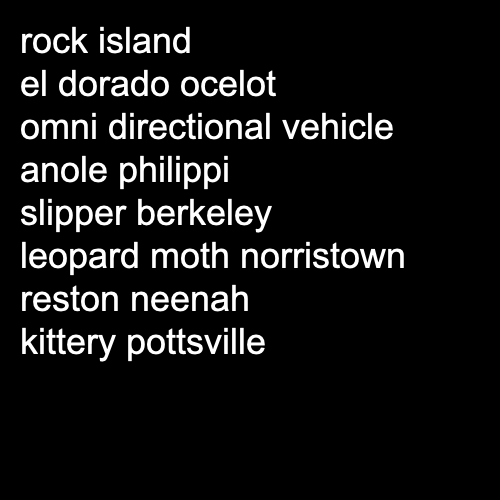 rock island
el dorado ocelot
omni directional vehicle
anole philippi
slipper berkeley
leopard moth norristown
reston neenah
kittery pottsville